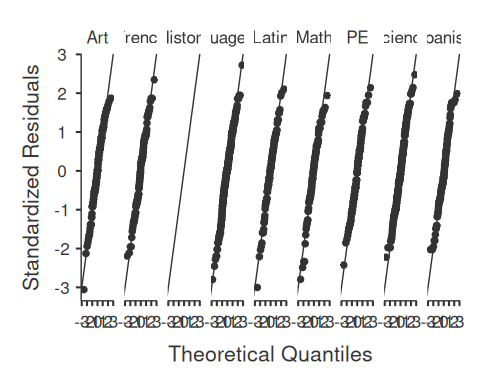 Art renc Histor uage Latin Math PE cienc panis
3
2
1
0
-1
-2
-3
Standardized Residuals
Theoretical Quantiles